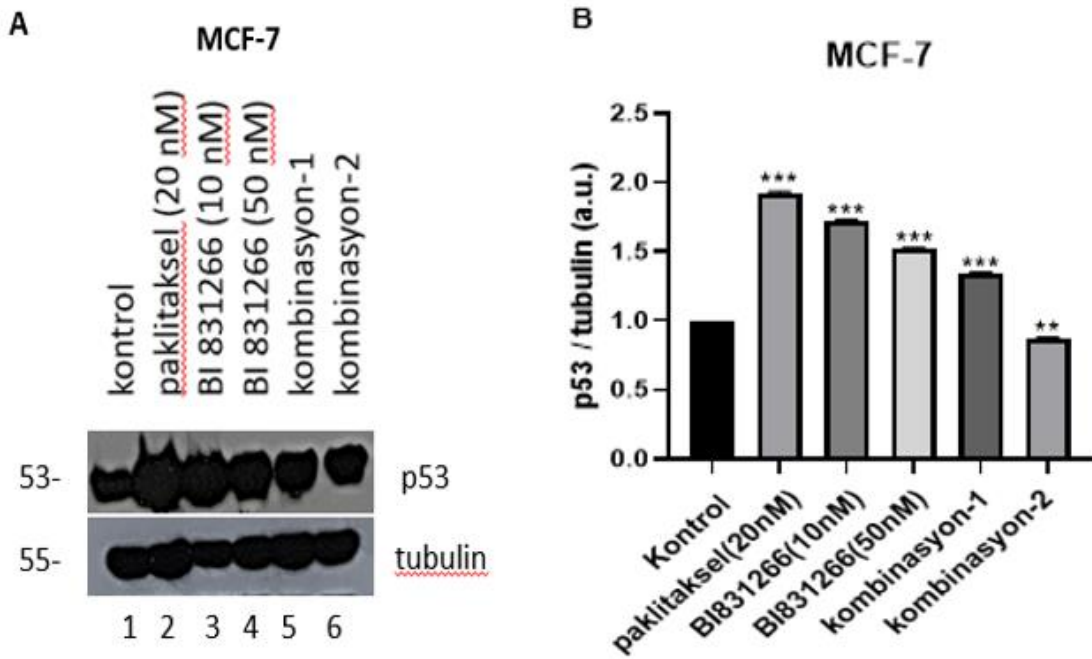 A
MCF-7
kontrol
paklitaksel (20 nM)
BI 831266 (10 nM)
BI 831266 (50 nM)
kombinasyon-1
kombinasyon-2
53-
p53
55-
tubulin
1 2 3 4 5 6
B
MCF-7
p53 / tubulin (a.u.)
2.5
2.0
1.5
1.0
0.5
0.0
***
***
***
***
**
Kontrol
paklitaksel(20nM)
BI831266(10nM)
BI831266(50nM)
kombinasyon-1
kombinasyon-2